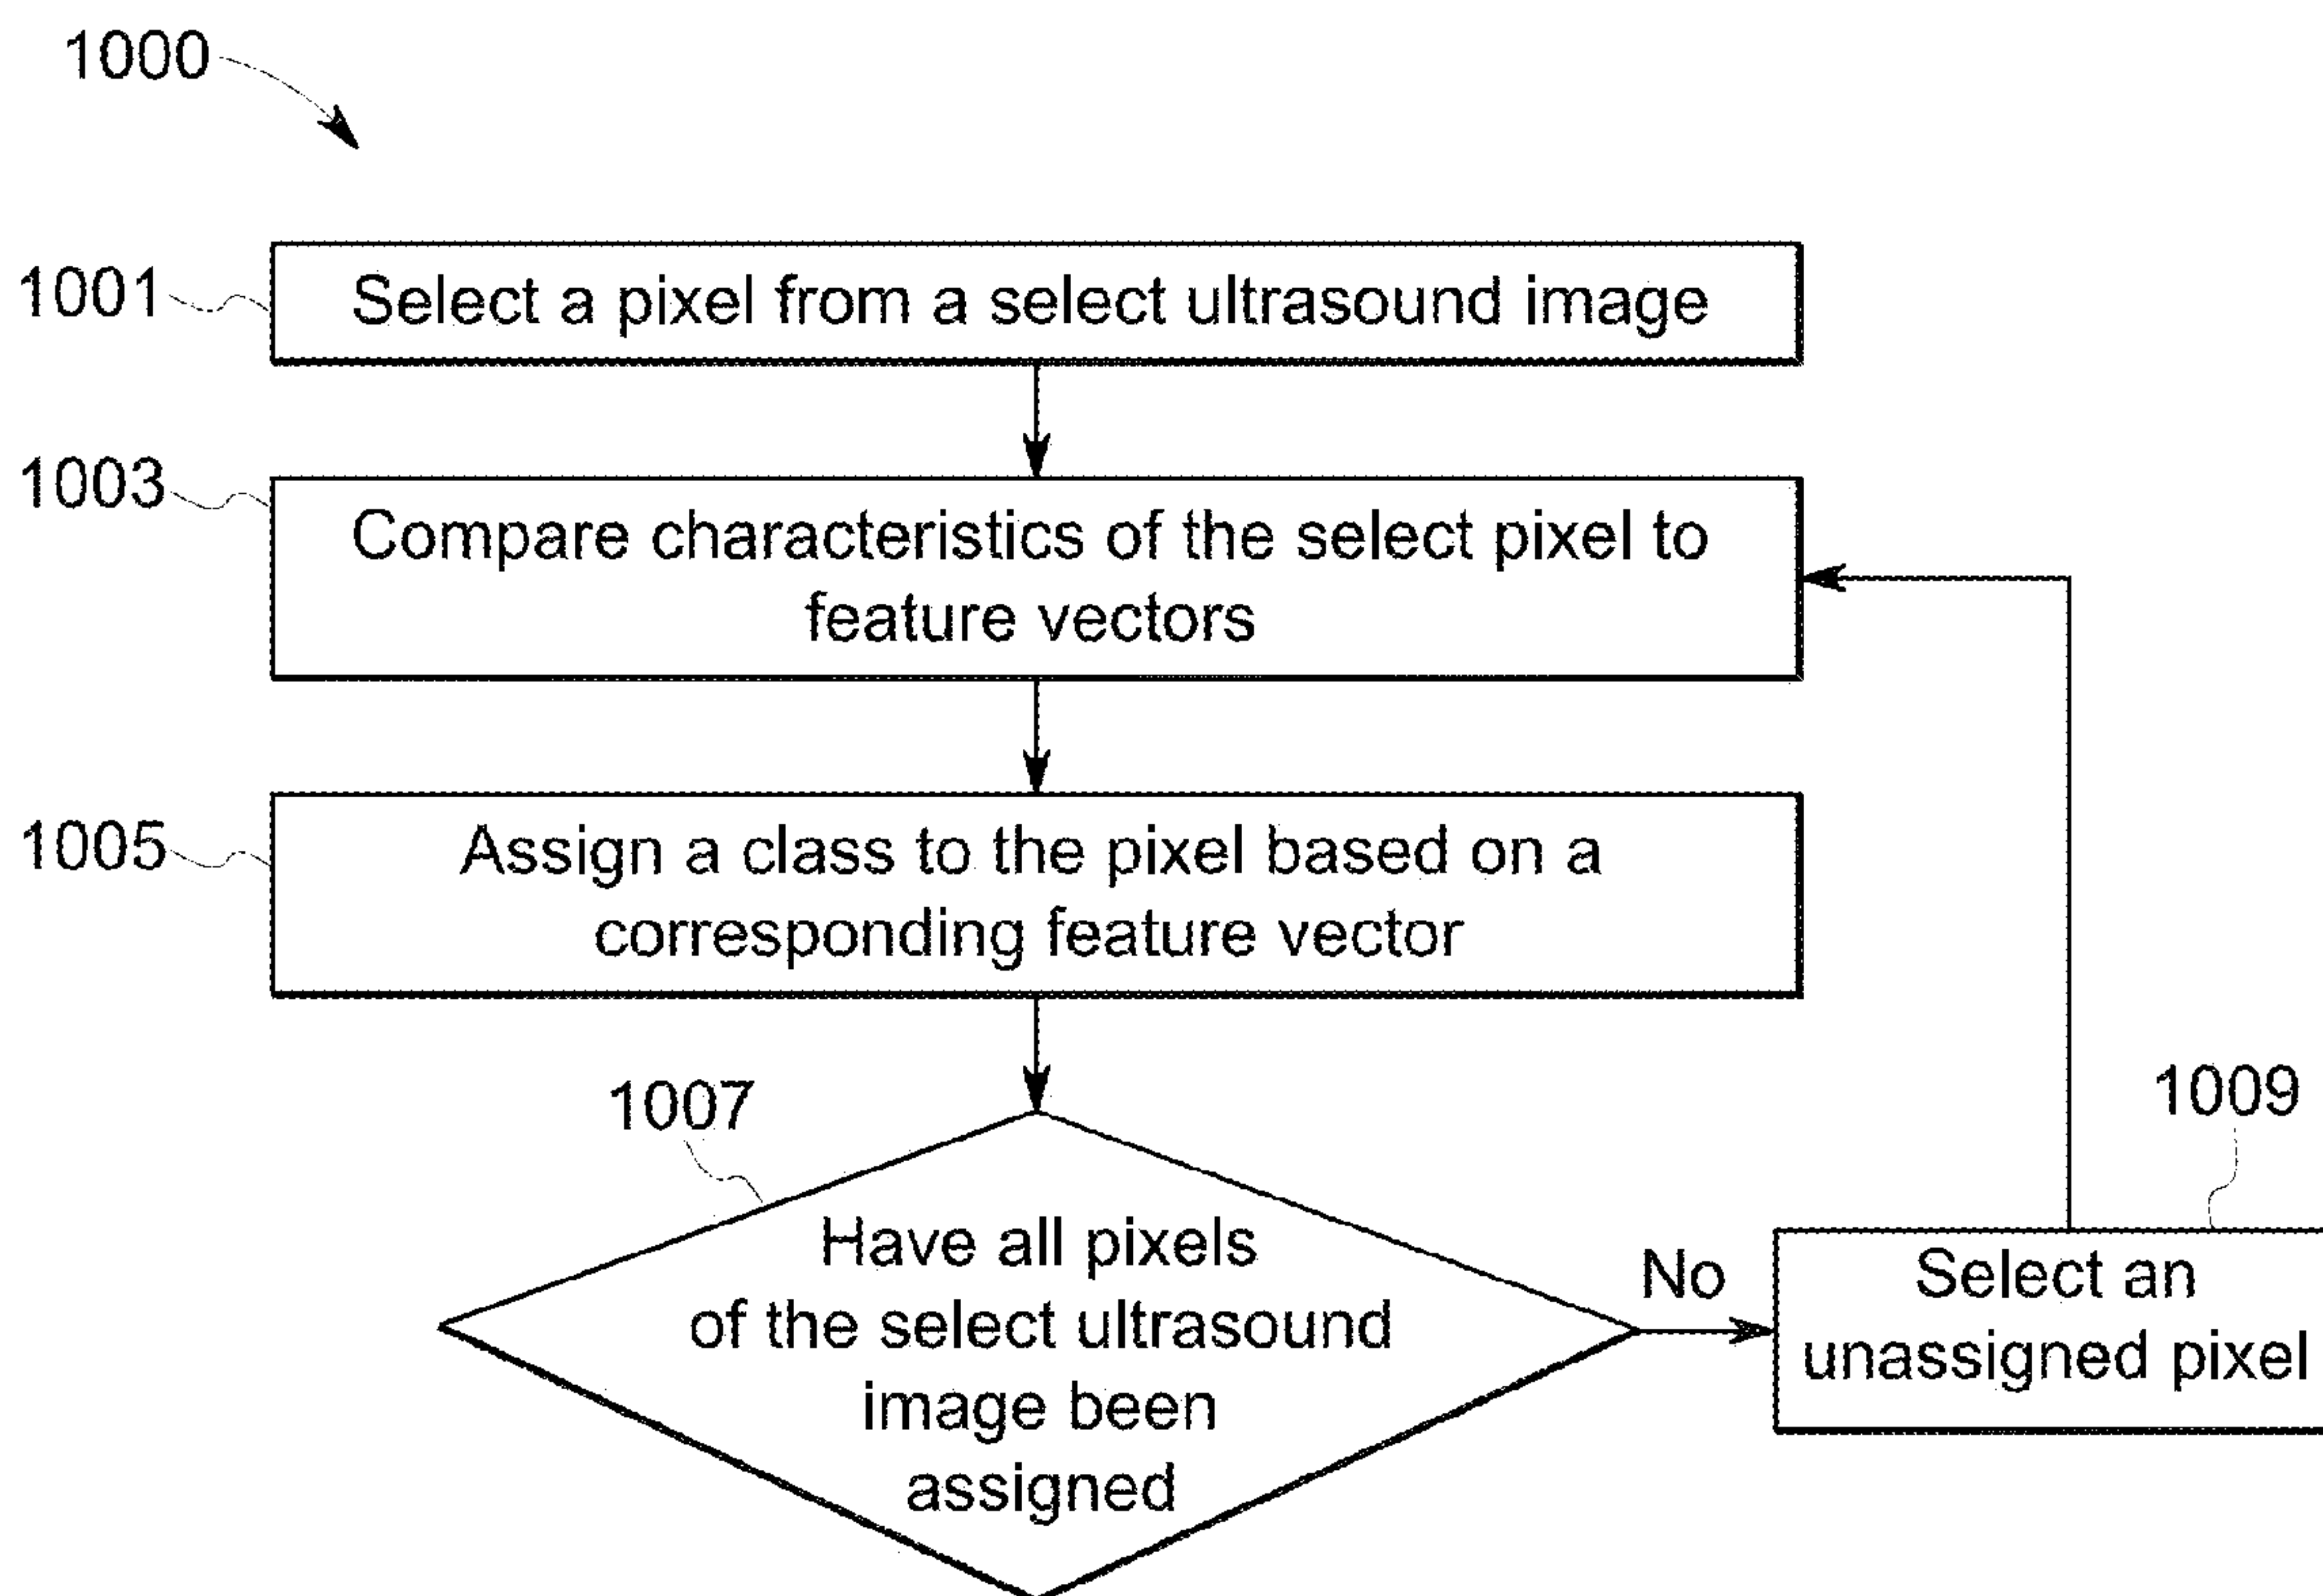 1000
1001
Select a pixel from a select ultrasound image
1003
Compare characteristics of the select pixel to
feature vectors
1005
Assign a class to the pixel based on a
corresponding feature vector
1007
Have all pixels
of the select ultrasound
image been
assigned
No
1009
Select an
unassigned pixel